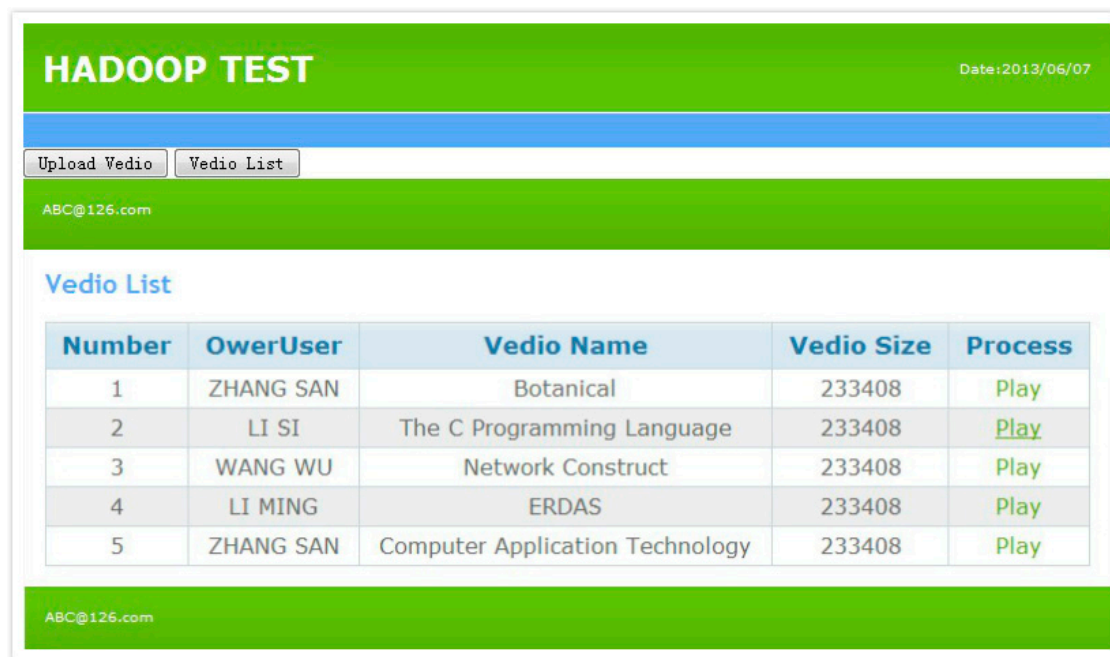 HADOOP TEST Date:2013/06/07
Upload Vedio Vedio List
ABC@126.com
Vedio List
Number OwerUser Vedio Name Vedio Size Process
1 ZHANG SAN Botanical 233408 Play
2 LI SI The C Programming Language 233408 Play
3 WANG WU Network Construct 233408 Play
4 LI MING ERDAS 233408 Play
5 ZHANG SAN Computer Application Technology 233408 Play
ABC@126.com